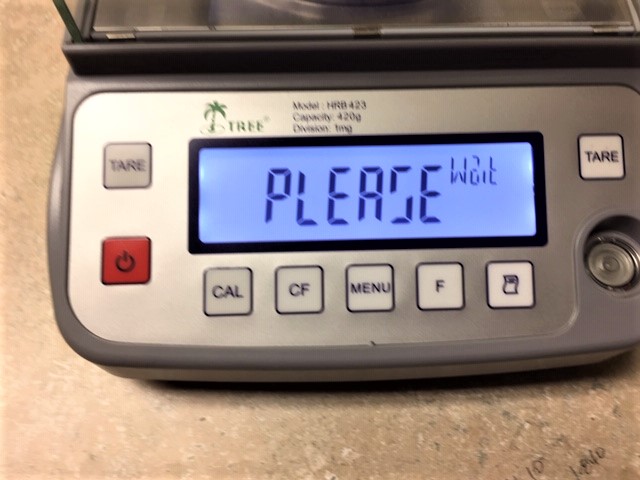 TREE
Model : HRB 423
Capacity: 420g
Division: 1mg
TARE
TARE
PLEASE Wait
CAL CF MENU F